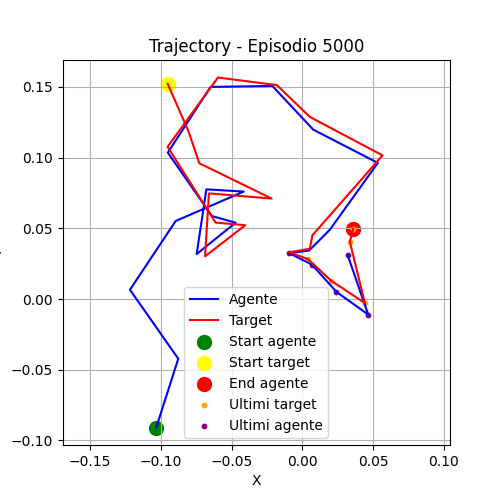 Trajectory - Episodio 5000
0.15
0.10
0.05
0.00
−0.05
−0.10
Agente
Target
Start agente
Start target
End agente
Ultimi target
Ultimi agente
−0.15 −0.10 −0.05 0.00 0.05 0.10
X